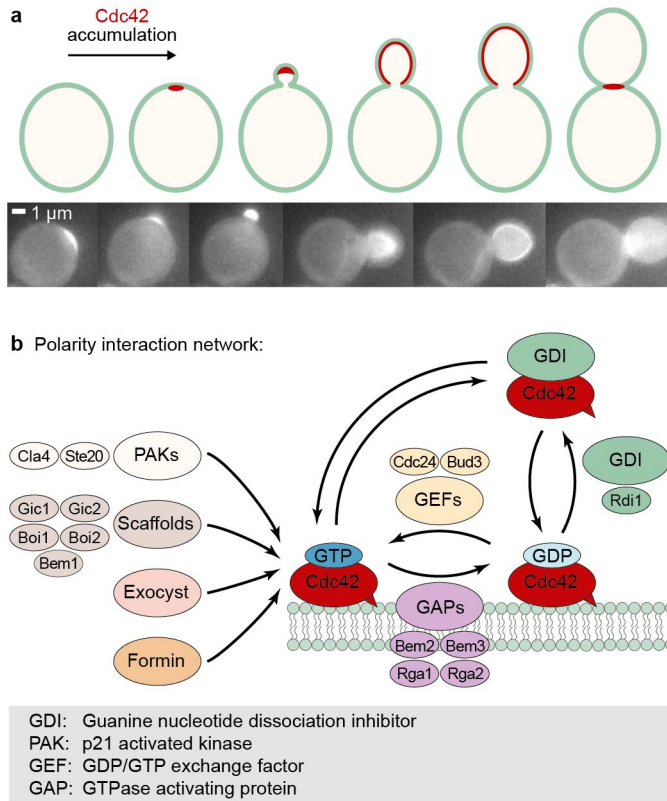 a
Cdc42
accumulation
1 µm
b Polarity interaction network:
GDI
Cdc42
Cla4 Ste20 PAKs
Cdc24 Bud3
GDI
GEFs
Rdi1
Gic1 Gic2
Scaffolds
Boi1 Boi2
Bem1
GTP
Cdc42
GDP
Cdc42
Exocyst
GAPs
Formin
Bem2 Bem3
Rga1 Rga2
GDI: Guanine nucleotide dissociation inhibitor
PAK: p21 activated kinase
GEF: GDP/GTP exchange factor
GAP: GTPase activating protein